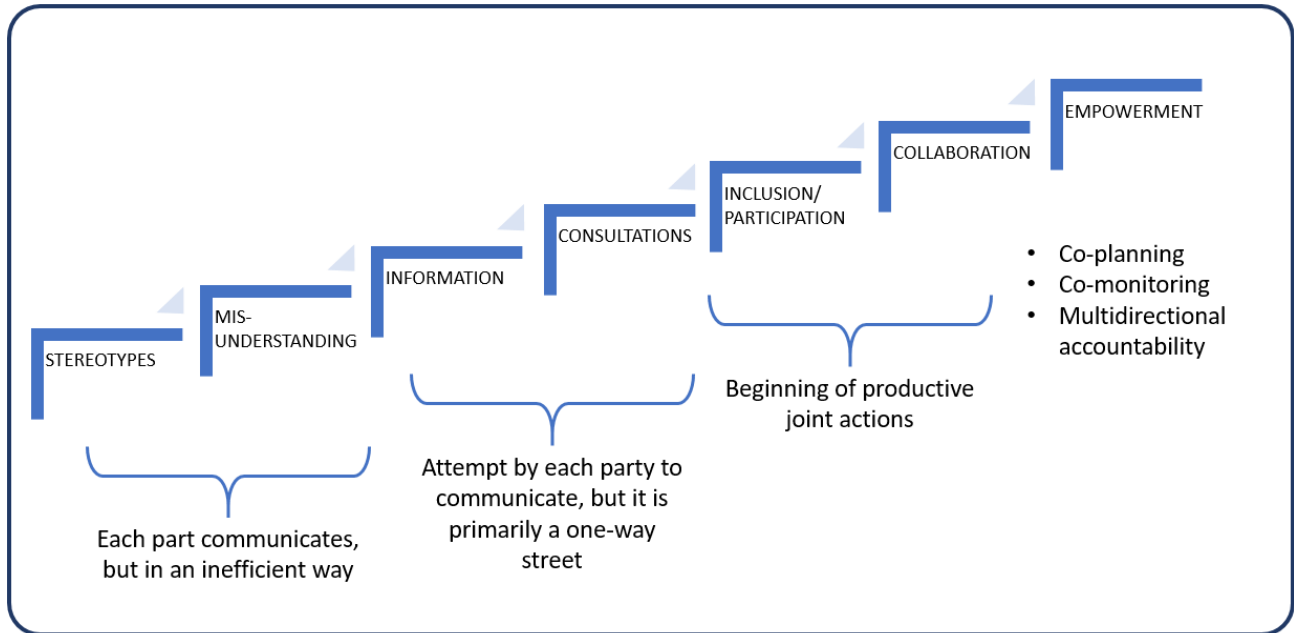 STEREOTYPES
MIS-
UNDERSTANDING
INFORMATION
CONSULTATIONS
INCLUSION/
PARTICIPATION
COLLABORATION
EMPOWERMENT
Each part communicates,
but in an inefficient way
Attempt by each party to
communicate, but it is
primarily a one-way
street
Beginning of productive
joint actions
• Co-planning
• Co-monitoring
• Multidirectional
accountability